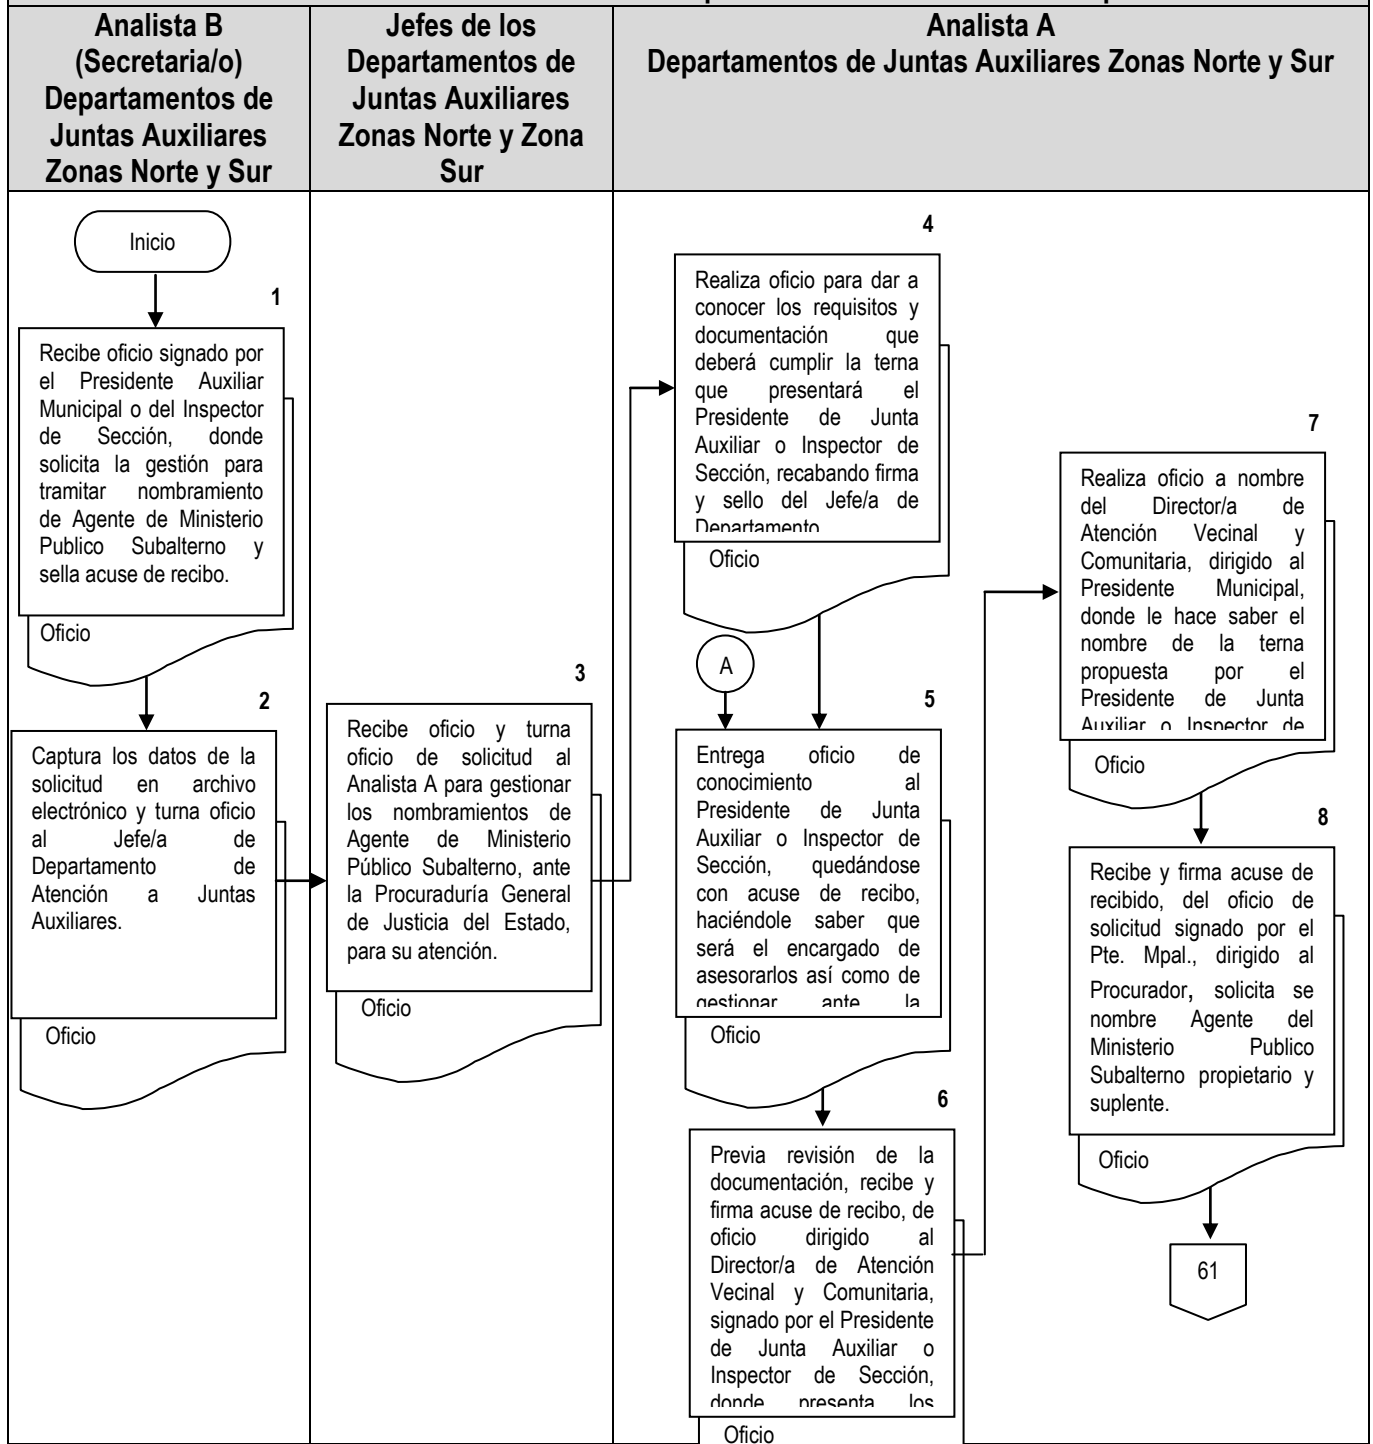 Analista B
(Secretaria/o)
Departamentos de
Juntas Auxiliares
Zonas Norte y Sur
Jefes de los
Departamentos de
Juntas Auxiliares
Zonas Norte y Zona
Sur
Analista A
Departamentos de Juntas Auxiliares Zonas Norte y Sur
Inicio
1
Recibe oficio signado por
el Presidente Auxiliar
Municipal o del Inspector
de Sección, donde
solicita la gestión para
tramitar nombramiento
de Agente de Ministerio
Publico Subalterno y
sella acuse de recibo.
Oficio
2
Captura los datos de la
solicitud en archivo
electrónico y turna oficio
al Jefe/a de
Departamento de
Atención a Juntas
Auxiliares.
Oficio
3
Recibe oficio y turna
oficio de solicitud al
Analista A para gestionar
los nombramientos de
Agente de Ministerio
Público Subalterno, ante
la Procuraduría General
de Justicia del Estado,
para su atención.
Oficio
4
Realiza oficio para dar a
conocer los requisitos y
documentación que
deberá cumplir la terna
que presentará el
Presidente de Junta
Auxiliar o Inspector de
Sección, recabando firma
y sello del Jefe/a de
Departamento
Oficio
A
5
Entrega oficio de
conocimiento al
Presidente de Junta
Auxiliar o Inspector de
Sección, quedándose
con acuse de recibo,
haciéndole saber que
será el encargado de
asesorarlos así como de
gestionar ante la
Oficio
6
Previa revisión de la
documentación, recibe y
firma acuse de recibo, de
oficio dirigido al
Director/a de Atención
Vecinal y Comunitaria,
signado por el Presidente
de Junta Auxiliar o
Inspector de Sección,
donde presenta los
Oficio
7
Realiza oficio a nombre
del Director/a de
Atención Vecinal y
Comunitaria, dirigido al
Presidente Municipal,
donde le hace saber el
nombre de la terna
propuesta por el
Presidente de Junta
Auxiliar o Inspector de
Oficio
8
Recibe y firma acuse de
recibido, del oficio de
solicitud signado por el
Pte. Mpal., dirigido al
Procurador, solicita se
nombre Agente del
Ministerio Publico
Subalterno propietario y
suplente.
Oficio
61